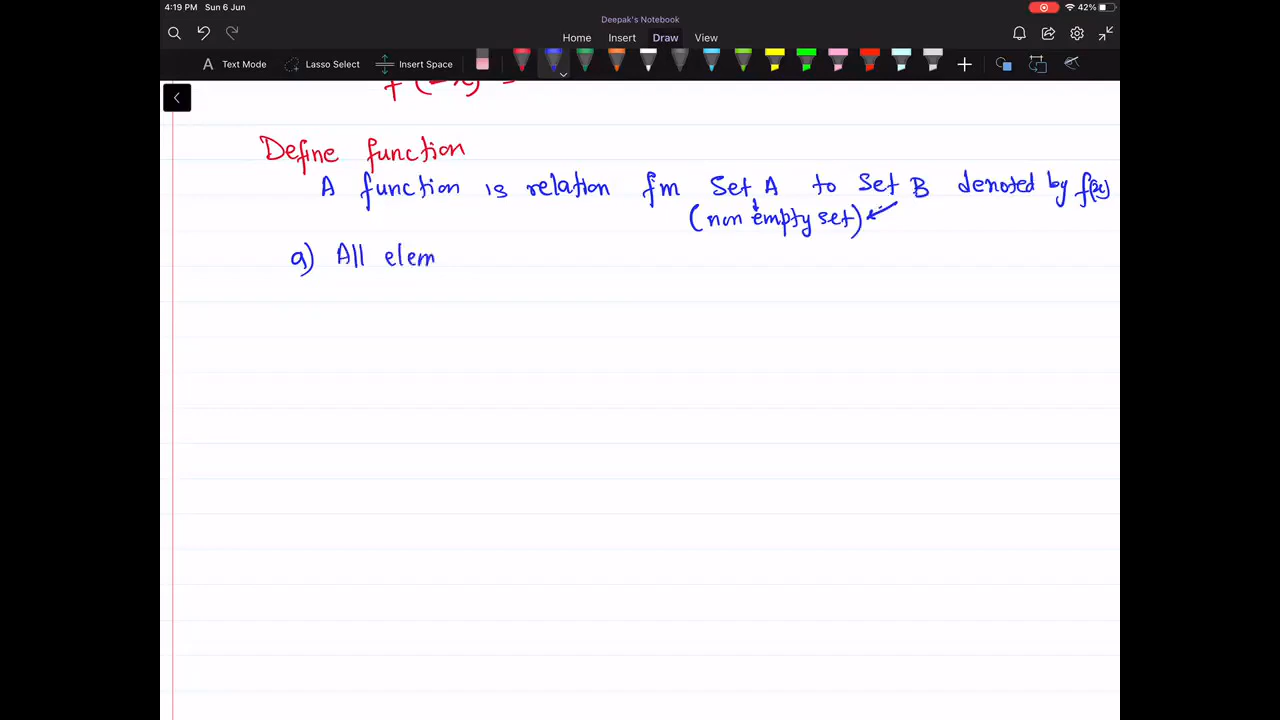 4:19 PM Sun 6 Jun
42%
Deepak's Notebook
Home Insert Draw View
A Text Mode Lasso Select Insert Space
Define function
A function is relation fm Set A to Set B denoted by f(x)
(non empty set)
a) All elem